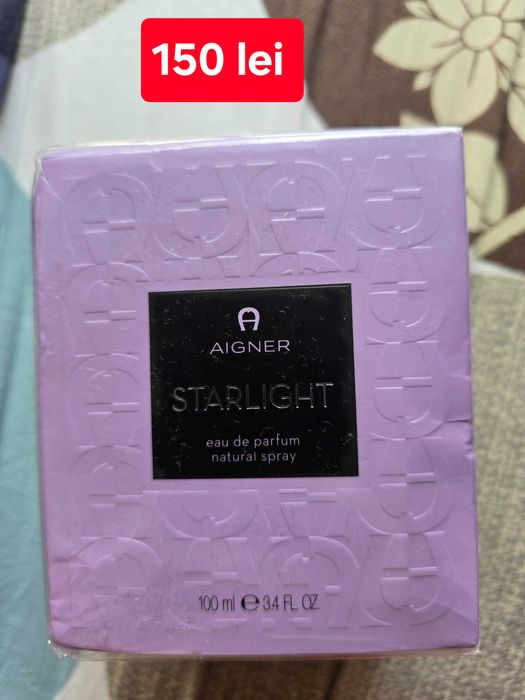 150 lei
AIGNER
STARLIGHT
eau de parfum
natural spray
100 ml ℮ 3.4 FL. OZ.